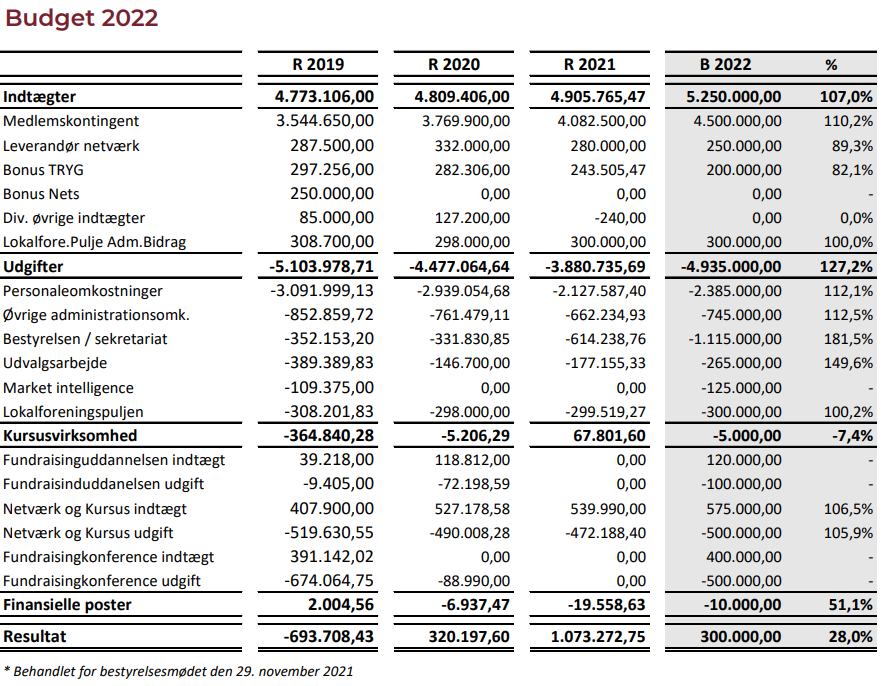 Budget 2022
R 2019 R 2020 R 2021 B 2022 %
Indtægter 4.773.106,00 4.809.406,00 4.905.765,47 5.250.000,00 107,0%
Medlemskontingent 3.544.650,00 3.769.900,00 4.082.500,00 4.500.000,00 110,2%
Leverandør netværk 287.500,00 332.000,00 280.000,00 250.000,00 89,3%
Bonus TRYG 297.256,00 282.306,00 243.505,47 200.000,00 82,1%
Bonus Nets 250.000,00 0,00 0,00 0,00 -
Div. øvrige indtægter 85.000,00 127.200,00 -240,00 0,00 0,0%
Lokalfore.Pulje Adm.Bidrag 308.700,00 298.000,00 300.000,00 300.000,00 100,0%
Udgifter -5.103.978,71 -4.477.064,64 -3.880.735,69 -4.935.000,00 127,2%
Personaleomkostninger -3.091.999,13 -2.939.054,68 -2.127.587,40 -2.385.000,00 112,1%
Øvrige administrationsomk. -852.859,72 -761.479,11 -662.234,93 -745.000,00 112,5%
Bestyrelsen / sekretariat -352.153,20 -331.830,85 -614.238,76 -1.115.000,00 181,5%
Udvalgsarbejde -389.389,83 -146.700,00 -177.155,33 -265.000,00 149,6%
Market intelligence -109.375,00 0,00 0,00 -125.000,00 -
Lokalforeningspuljen -308.201,83 -298.000,00 -299.519,27 -300.000,00 100,2%
Kursusvirksomhed -364.840,28 -5.206,29 67.801,60 -5.000,00 -7,4%
Fundraisinguddannelsen indtægt 39.218,00 118.812,00 0,00 120.000,00 -
Fundraisinduddanelsen udgift -9.405,00 -72.198,59 0,00 -100.000,00 -
Netværk og Kursus indtægt 407.900,00 527.178,58 539.990,00 575.000,00 106,5%
Netværk og Kursus udgift -519.630,55 -490.008,28 -472.188,40 -500.000,00 105,9%
Fundraisingkonference indtægt 391.142,02 0,00 0,00 400.000,00 -
Fundraisingkonference udgift -674.064,75 -88.990,00 0,00 -500.000,00 -
Finansielle poster 2.004,56 -6.937,47 -19.558,63 -10.000,00 51,1%
Resultat -693.708,43 320.197,60 1.073.272,75 300.000,00 28,0%
* Behandlet for bestyrelsesmødet den 29. november 2021